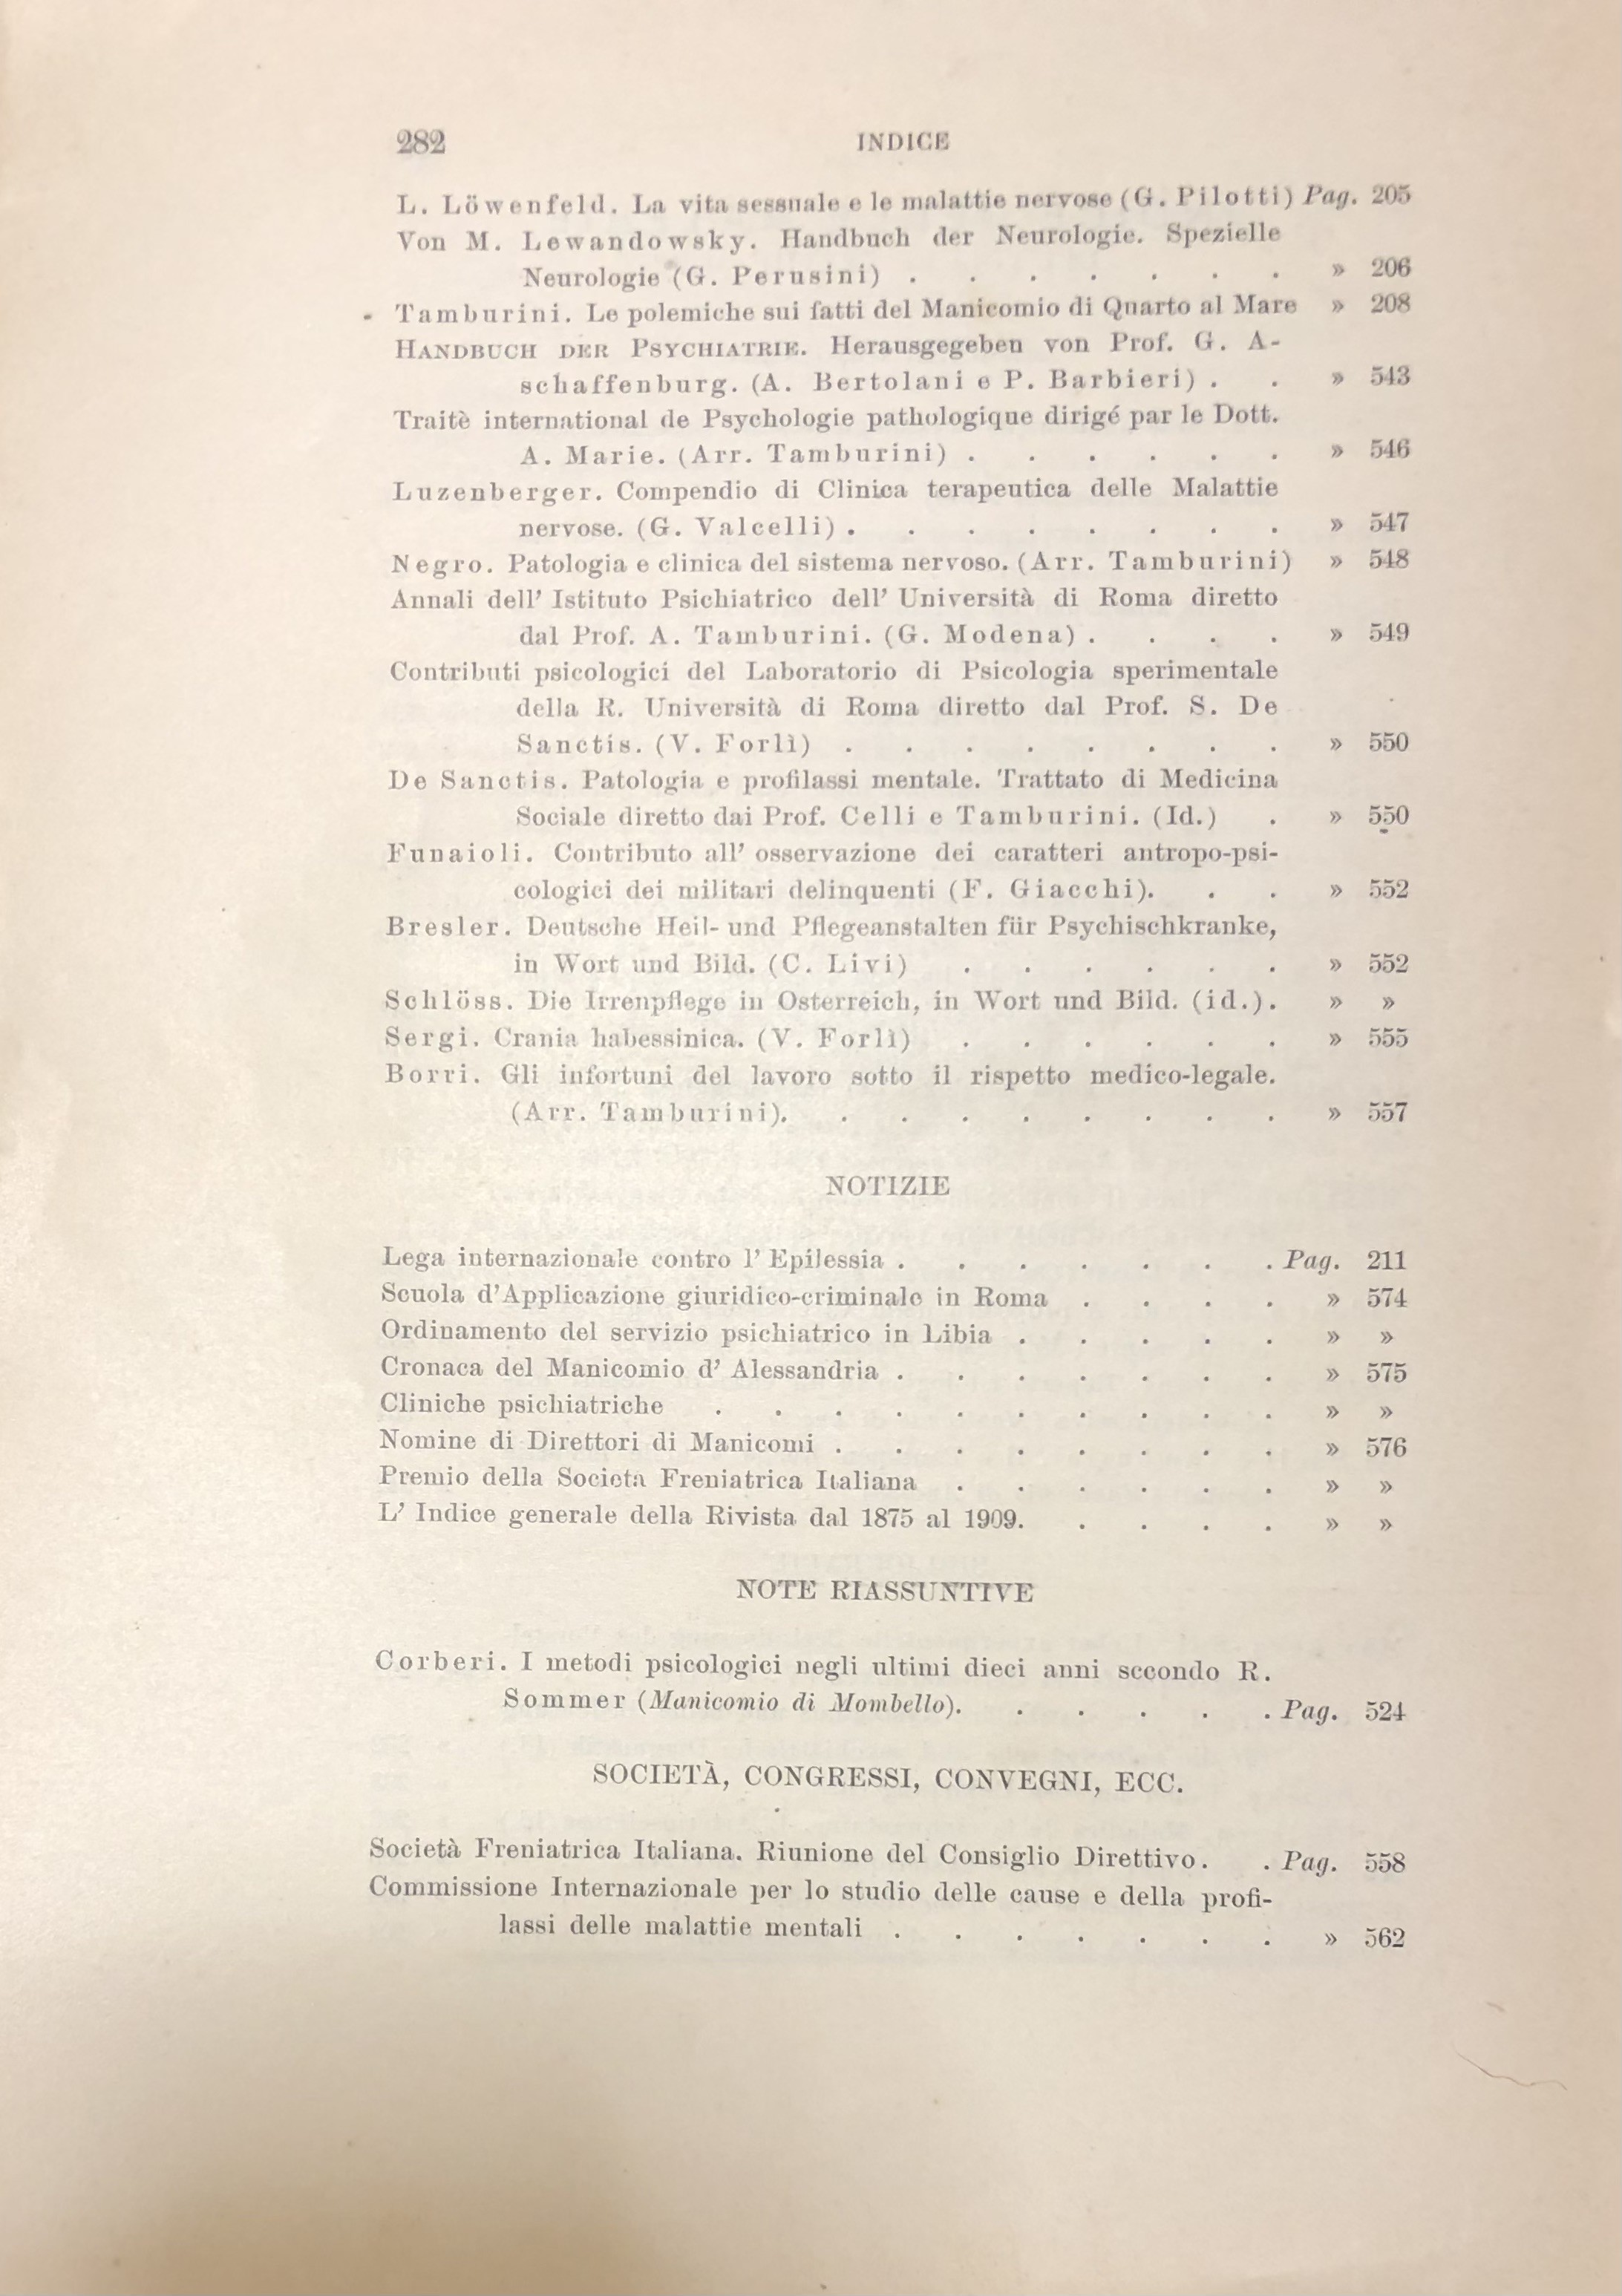 282 INDICE
L. Löwenfeld. La vita sessuale e le malattie nervose (G. Pilotti) Pag. 205
Von M. Lewandowsky. Handbuch der Neurologie. Spezielle
Neurologie (G. Perusini) . . . . . . . » 206
Tamburini. Le polemiche sui fatti del Manicomio di Quarto al Mare » 208
HANDBUCH DER PSYCHIATRIE. Herausgegeben von Prof. G. A-
schaffenburg. (A. Bertolani e P. Barbieri) . . » 543
Traitè international de Psychologie pathologique dirigé par le Dott.
A. Marie. (Arr. Tamburini) . . . . . . » 546
Luzenberger. Compendio di Clinica terapeutica delle Malattie
nervose. (G. Valcelli) . . . . . . . . » 547
Negro. Patologia e clinica del sistema nervoso. (Arr. Tamburini) » 548
Annali dell' Istituto Psichiatrico dell' Università di Roma diretto
dal Prof. A. Tamburini. (G. Modena) . . . . » 549
Contributi psicologici del Laboratorio di Psicologia sperimentale
della R. Università di Roma diretto dal Prof. S. De
Sanctis. (V. Forlì) . . . . . . . . » 550
De Sanctis. Patologia e profilassi mentale. Trattato di Medicina
Sociale diretto dai Prof. Celli e Tamburini. (Id.) . » 550
Funaioli. Contributo all' osservazione dei caratteri antropo-psi-
cologici dei militari delinquenti (F. Giacchi). . . » 552
Bresler. Deutsche Heil- und Pflegeanstalten für Psychischkranke,
in Wort und Bild. (C. Livi) . . . . . . » 552
Schlöss. Die Irrenpflege in Osterreich, in Wort und Bild. (id.). » »
Sergi. Crania habessinica. (V. Forlì) . . . . . . » 555
Borri. Gli infortuni del lavoro sotto il rispetto medico-legale.
(Arr. Tamburini). . . . . . . . . » 557
NOTIZIE
Lega internazionale contro l' Epilessia . . . . . . . Pag. 211
Scuola d'Applicazione giuridico-criminale in Roma . . . . » 574
Ordinamento del servizio psichiatrico in Libia . . . . . » »
Cronaca del Manicomio d' Alessandria . . . . . . . » 575
Cliniche psichiatriche . . . . . . . . . . » »
Nomine di Direttori di Manicomi . . . . . . . . » 576
Premio della Società Freniatrica Italiana . . . . . . » »
L' Indice generale della Rivista dal 1875 al 1909. . . . . » »
NOTE RIASSUNTIVE
Corberi. I metodi psicologici negli ultimi dieci anni secondo R.
Sommer (Manicomio di Mombello). . . . . . Pag. 524
SOCIETÀ, CONGRESSI, CONVEGNI, ECC.
Società Freniatrica Italiana. Riunione del Consiglio Direttivo. . Pag. 558
Commissione Internazionale per lo studio delle cause e della profi-
lassi delle malattie mentali . . . . . . . » 562